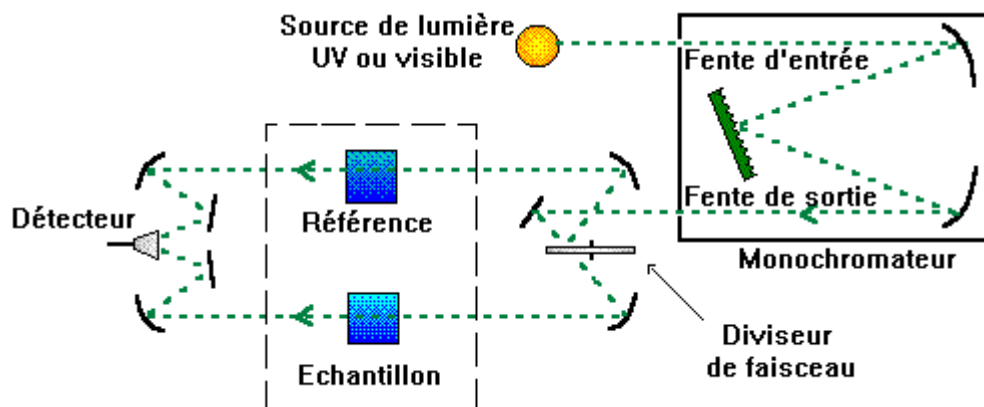 Source de lumière
UV ou visible
Fente d'entrée
Fente de sortie
Monochromateur
Référence
Détecteur
Echantillon
Diviseur
de faisceau